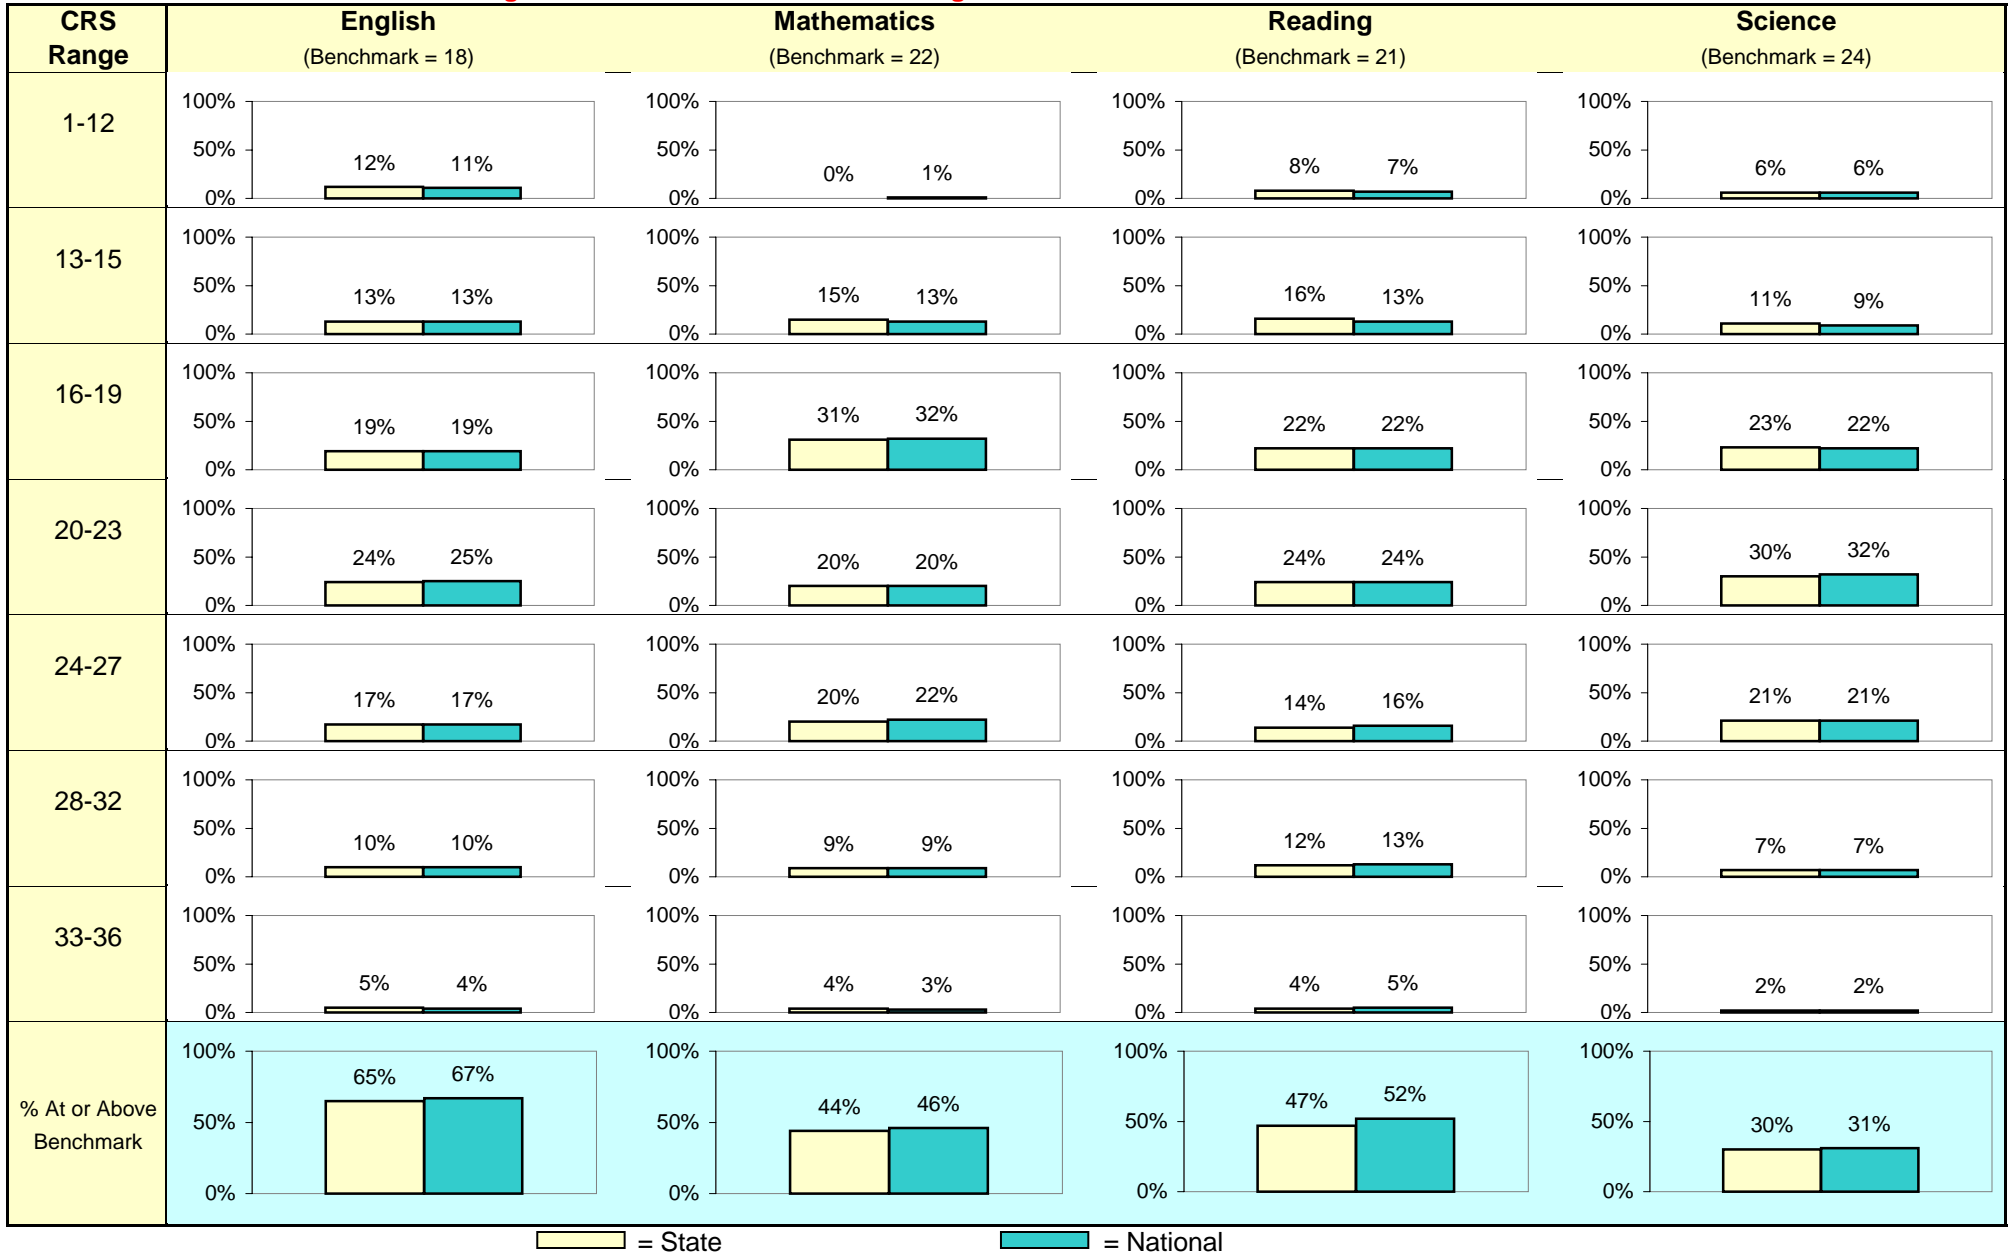 CRS Range English Mathematics Reading Science
(Benchmark = 18) (Benchmark = 22) (Benchmark = 21) (Benchmark = 24)
1-12
100% 100% 100% 100%
50% 12% 11% 50% 0% 1% 50% 8% 7% 50% 6% 6%
0% 0% 0% 0%
13-15
100% 100% 100% 100%
50% 13% 13% 50% 15% 13% 50% 16% 13% 50% 11% 9%
0% 0% 0% 0%
16-19
100% 100% 100% 100%
50% 19% 19% 50% 31% 32% 50% 22% 22% 50% 23% 22%
0% 0% 0% 0%
20-23
100% 100% 100% 100%
50% 24% 25% 50% 20% 20% 50% 24% 24% 50% 30% 32%
0% 0% 0% 0%
24-27
100% 100% 100% 100%
50% 17% 17% 50% 20% 22% 50% 14% 16% 50% 21% 21%
0% 0% 0% 0%
28-32
100% 100% 100% 100%
50% 10% 10% 50% 9% 9% 50% 12% 13% 50% 7% 7%
0% 0% 0% 0%
33-36
100% 100% 100% 100%
50% 5% 4% 50% 4% 3% 50% 4% 5% 50% 2% 2%
0% 0% 0% 0%
% At or Above
Benchmark
100% 65% 67% 100% 44% 46% 100% 47% 52% 100% 30% 31%
50% 50% 50% 50%
0% 0% 0% 0%
= State = National